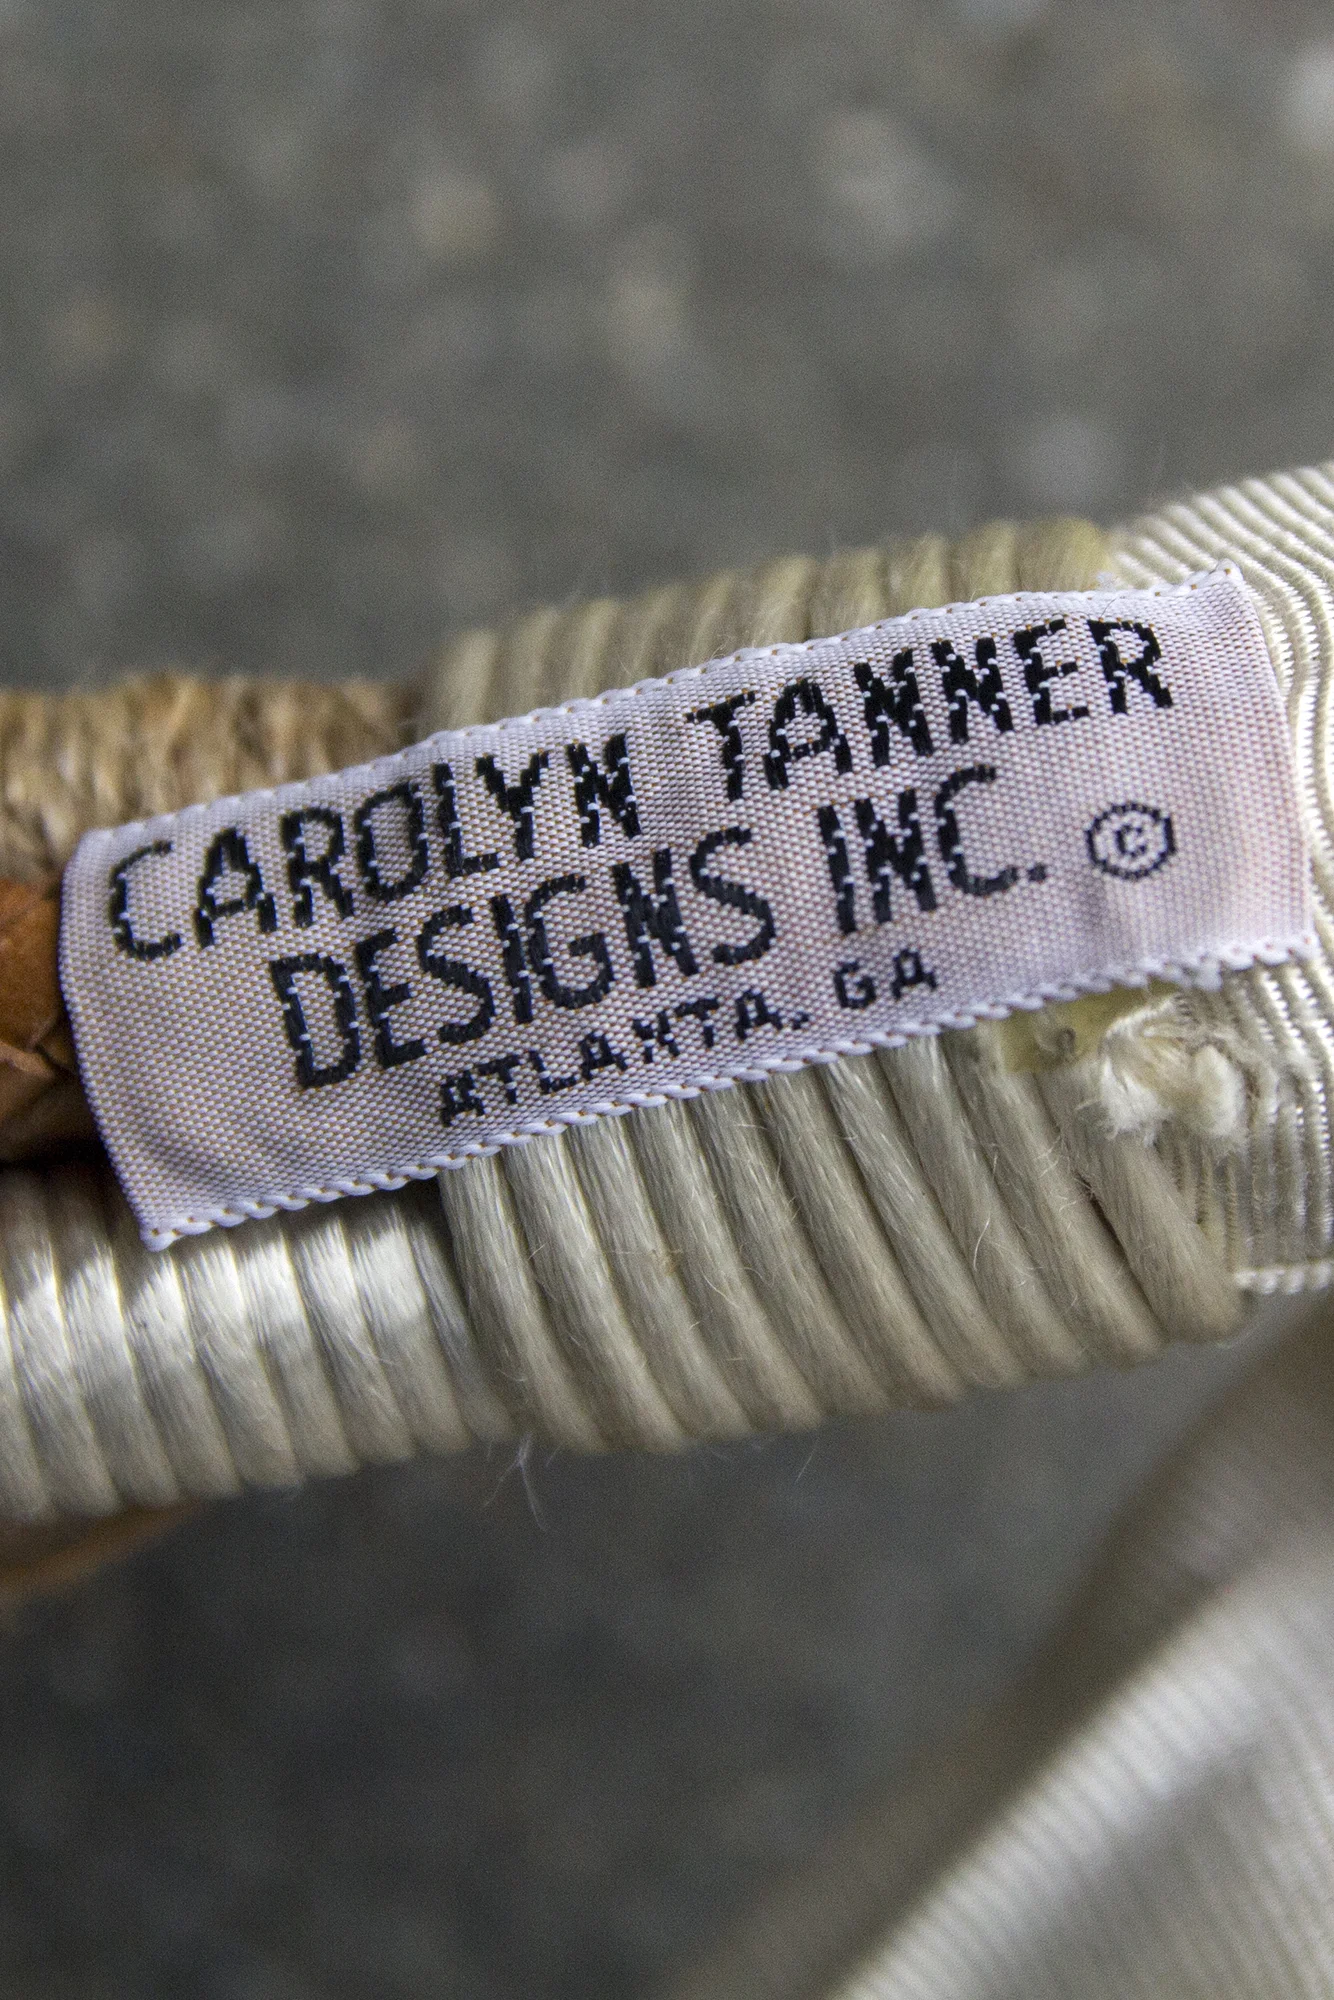 CAROLYN TANNER
DESIGNS INC. ©
ATLANTA. GA